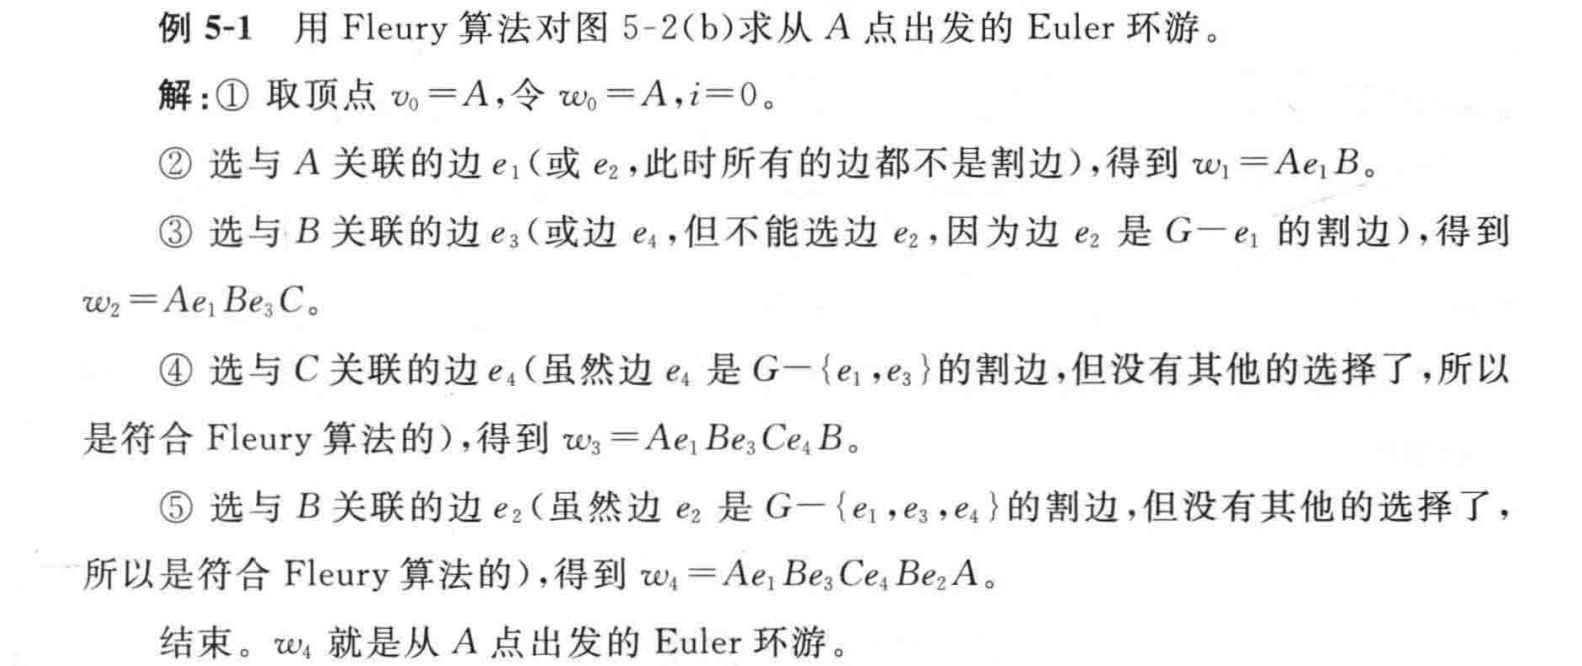 例 5-1 用 Fleury 算法对图 5-2(b)求从 A 点出发的 Euler 环游。
解:① 取顶点 v₀=A,令 w₀=A,i=0。
② 选与 A 关联的边 e₁(或 e₂,此时所有的边都不是割边),得到 w₁=Ae₁B。
③ 选与 B 关联的边 e₃(或边 e₄,但不能选边 e₂,因为边 e₂ 是 G－e₁ 的割边),得到
w₂=Ae₁Be₃C。
④ 选与 C 关联的边 e₄(虽然边 e₄ 是 G－{e₁,e₃}的割边,但没有其他的选择了,所以
是符合 Fleury 算法的),得到 w₃=Ae₁Be₃Ce₄B。
⑤ 选与 B 关联的边 e₂(虽然边 e₂ 是 G－{e₁,e₃,e₄}的割边,但没有其他的选择了,
所以是符合 Fleury 算法的),得到 w₄=Ae₁Be₃Ce₄Be₂A。
结束。w₄ 就是从 A 点出发的 Euler 环游。